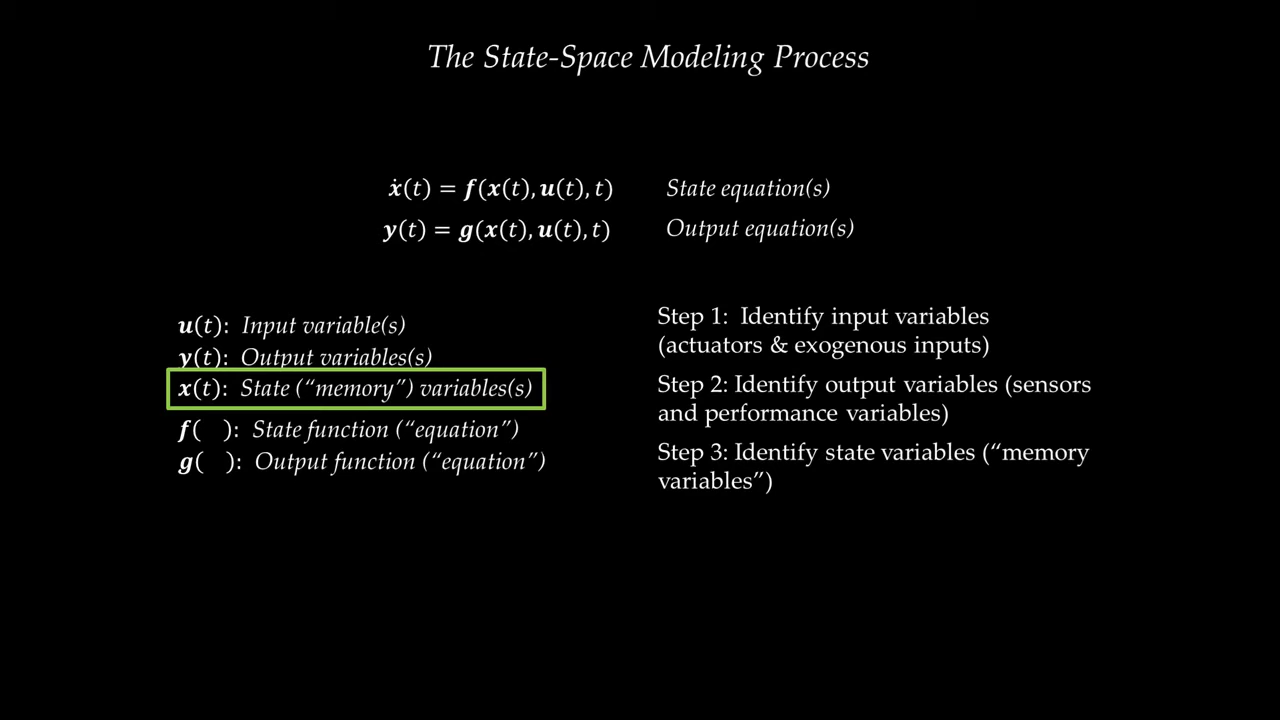 The State-Space Modeling Process
𝒙̇(t) = 𝒇(𝒙(t), 𝒖(t), t) State equation(s)
𝒚(t) = 𝒈(𝒙(t), 𝒖(t), t) Output equation(s)
𝒖(t): Input variable(s)
𝒚(t): Output variables(s)
𝒙(t): State (“memory”) variables(s)
𝒇( ): State function (“equation”)
𝒈( ): Output function (“equation”)
Step 1: Identify input variables
(actuators & exogenous inputs)
Step 2: Identify output variables (sensors
and performance variables)
Step 3: Identify state variables (“memory
variables”)